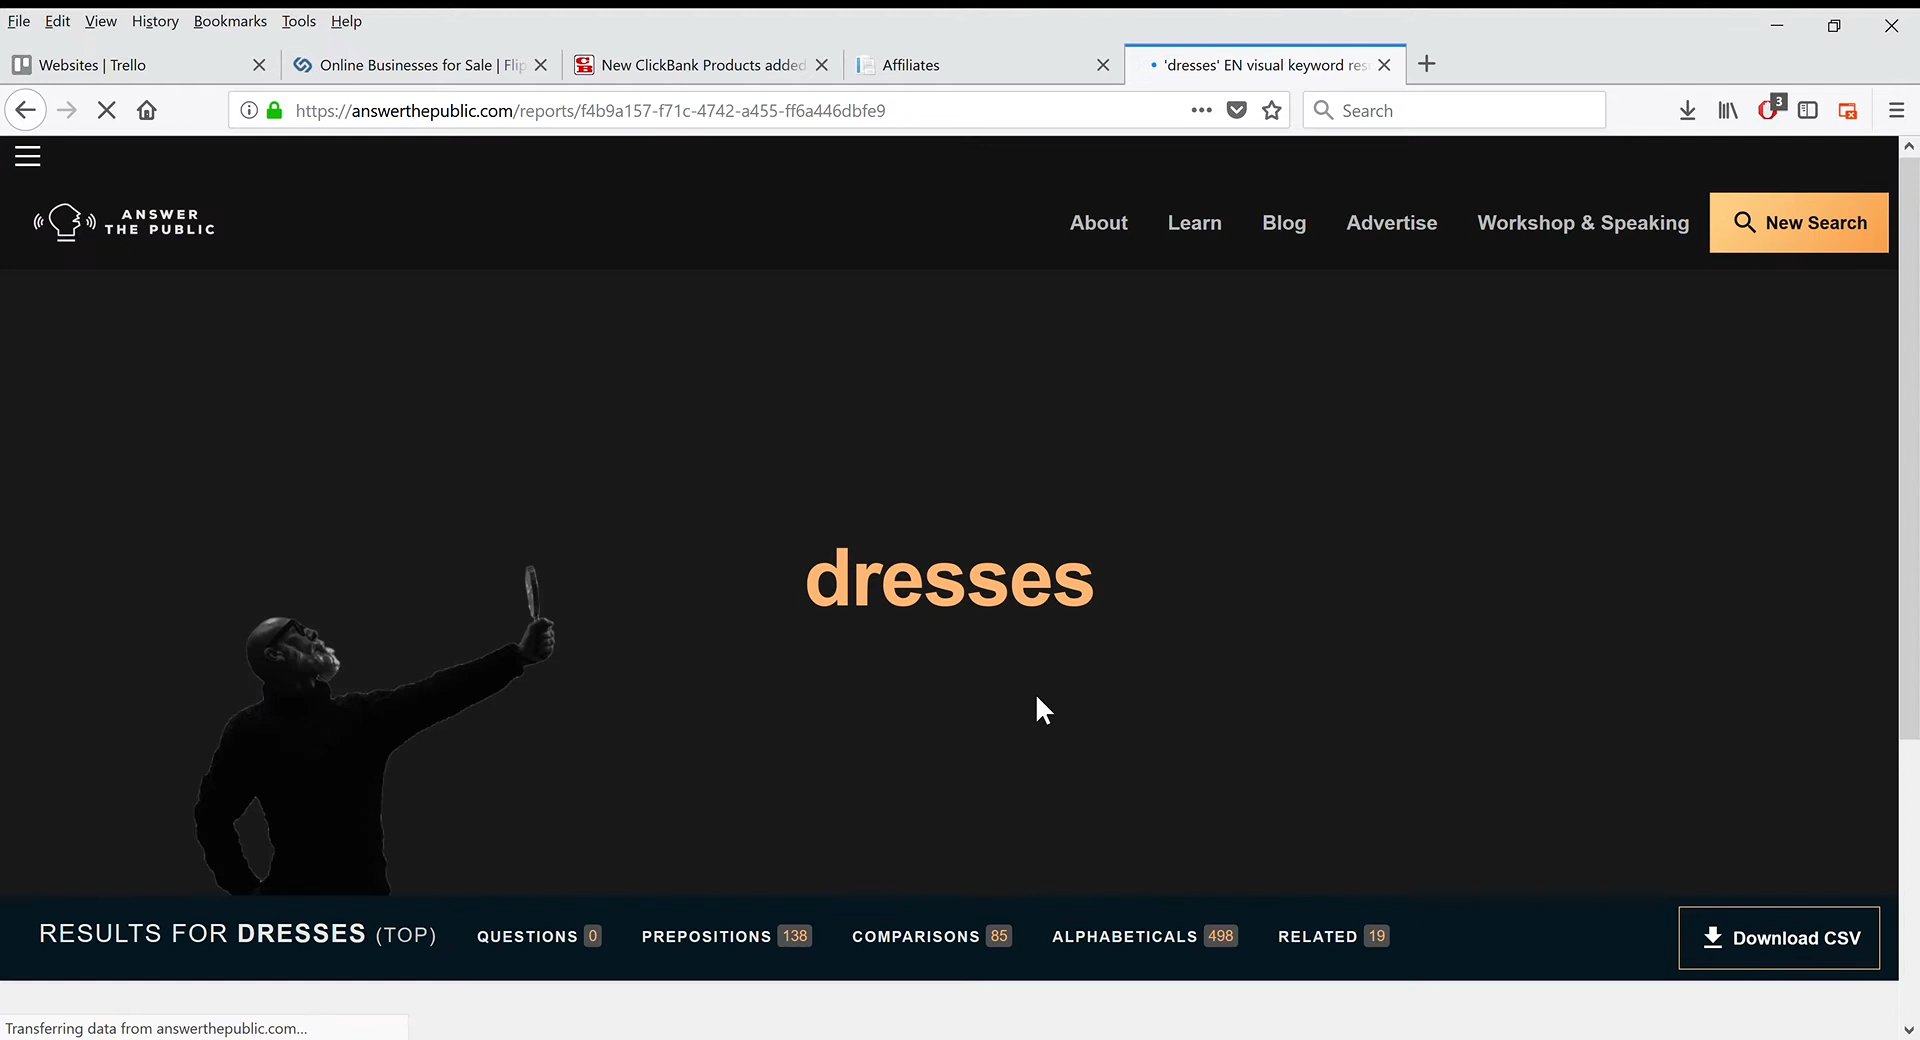 File Edit View History Bookmarks Tools Help
Websites | Trello
Online Businesses for Sale | Flip
New ClickBank Products added
Affiliates
'dresses' EN visual keyword res
https://answerthepublic.com/reports/f4b9a157-f71c-4742-a455-ff6a446dbfe9
Search
3
ANSWER
THE PUBLIC
About Learn Blog Advertise Workshop & Speaking New Search
dresses
RESULTS FOR DRESSES (TOP) QUESTIONS 0 PREPOSITIONS 138 COMPARISONS 85 ALPHABETICALS 498 RELATED 19 Download CSV
Transferring data from answerthepublic.com...